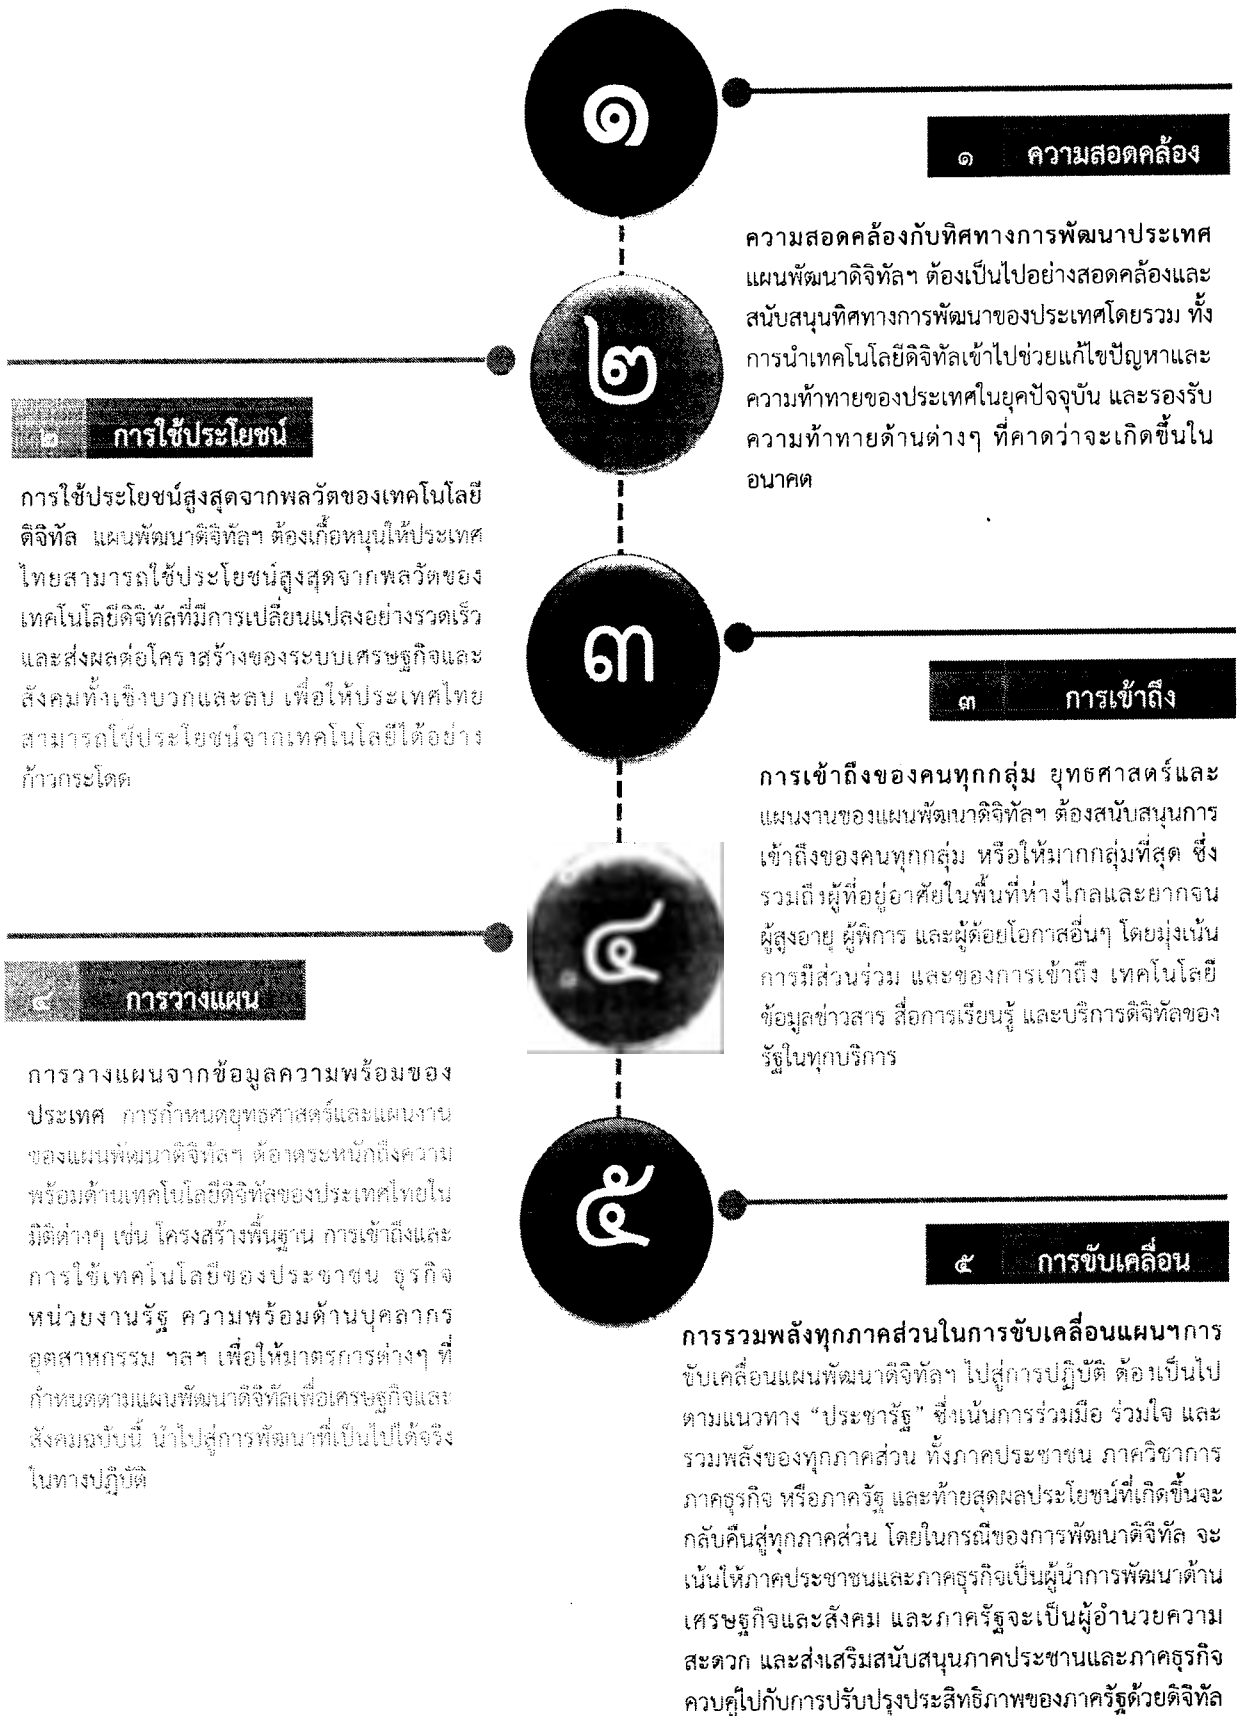 ๑
๑ ความสอดคล้อง
ความสอดคล้องกับทิศทางการพัฒนาประเทศ
แผนพัฒนาดิจิทัลฯ ต้องเป็นไปอย่างสอดคล้องและ
สนับสนุนทิศทางการพัฒนาของประเทศโดยรวม ทั้ง
การนำเทคโนโลยีดิจิทัลเข้าไปช่วยแก้ไขปัญหาและ
ความท้าทายของประเทศในยุคปัจจุบัน และรองรับ
ความท้าทายด้านต่างๆ ที่คาดว่าจะเกิดขึ้นใน
อนาคต
๒
๒ การใช้ประโยชน์
การใช้ประโยชน์สูงสุดจากพลวัตของเทคโนโลยี
ดิจิทัล แผนพัฒนาดิจิทัลฯ ต้องเกื้อหนุนให้ประเทศ
ไทยสามารถใช้ประโยชน์สูงสุดจากพลวัตของ
เทคโนโลยีดิจิทัลที่มีการเปลี่ยนแปลงอย่างรวดเร็ว
และส่งผลต่อโครงสร้างของระบบเศรษฐกิจและ
สังคมทั้งเชิงบวกและลบ เพื่อให้ประเทศไทย
สามารถใช้ประโยชน์จากเทคโนโลยีได้อย่าง
ก้าวกระโดด
๓
๓ การเข้าถึง
การเข้าถึงของคนทุกกลุ่ม ยุทธศาสตร์และ
แผนงานของแผนพัฒนาดิจิทัลฯ ต้องสนับสนุนการ
เข้าถึงของคนทุกกลุ่ม หรือให้มากกลุ่มที่สุด ซึ่ง
รวมถึงผู้ที่อยู่อาศัยในพื้นที่ห่างไกลและยากจน
ผู้สูงอายุ ผู้พิการ และผู้ด้อยโอกาสอื่นๆ โดยมุ่งเน้น
การมีส่วนร่วม และของการเข้าถึง เทคโนโลยี
ข้อมูลข่าวสาร สื่อการเรียนรู้ และบริการดิจิทัลของ
รัฐในทุกบริการ
๔
๔ การวางแผน
การวางแผนจากข้อมูลความพร้อมของ
ประเทศ การกำหนดยุทธศาสตร์และแผนงาน
ของแผนพัฒนาดิจิทัลฯ ต้องตระหนักถึงความ
พร้อมด้านเทคโนโลยีดิจิทัลของประเทศไทยใน
มิติต่างๆ เช่น โครงสร้างพื้นฐาน การเข้าถึงและ
การใช้เทคโนโลยีของประชาชน ธุรกิจ
หน่วยงานรัฐ ความพร้อมด้านบุคลากร
อุตสาหกรรม ฯลฯ เพื่อให้มาตรการต่างๆ ที่
กำหนดตามแผนพัฒนาดิจิทัลเพื่อเศรษฐกิจและ
สังคมฉบับนี้ นำไปสู่การพัฒนาที่เป็นไปได้จริง
ในทางปฏิบัติ
๕
๕ การขับเคลื่อน
การรวมพลังทุกภาคส่วนในการขับเคลื่อนแผนฯการ
ขับเคลื่อนแผนพัฒนาดิจิทัลฯ ไปสู่การปฏิบัติ ต้องเป็นไป
ตามแนวทาง "ประชารัฐ" ซึ่งเน้นการร่วมมือ ร่วมใจ และ
รวมพลังของทุกภาคส่วน ทั้งภาคประชาชน ภาควิชาการ
ภาคธุรกิจ หรือภาครัฐ และท้ายสุดผลประโยชน์ที่เกิดขึ้นจะ
กลับคืนสู่ทุกภาคส่วน โดยในกรณีของการพัฒนาดิจิทัล จะ
เน้นให้ภาคประชาชนและภาคธุรกิจเป็นผู้นำการพัฒนาด้าน
เศรษฐกิจและสังคม และภาครัฐจะเป็นผู้อำนวยความ
สะดวก และส่งเสริมสนับสนุนภาคประชานและภาคธุรกิจ
ควบคู่ไปกับการปรับปรุงประสิทธิภาพของภาครัฐด้วยดิจิทัล